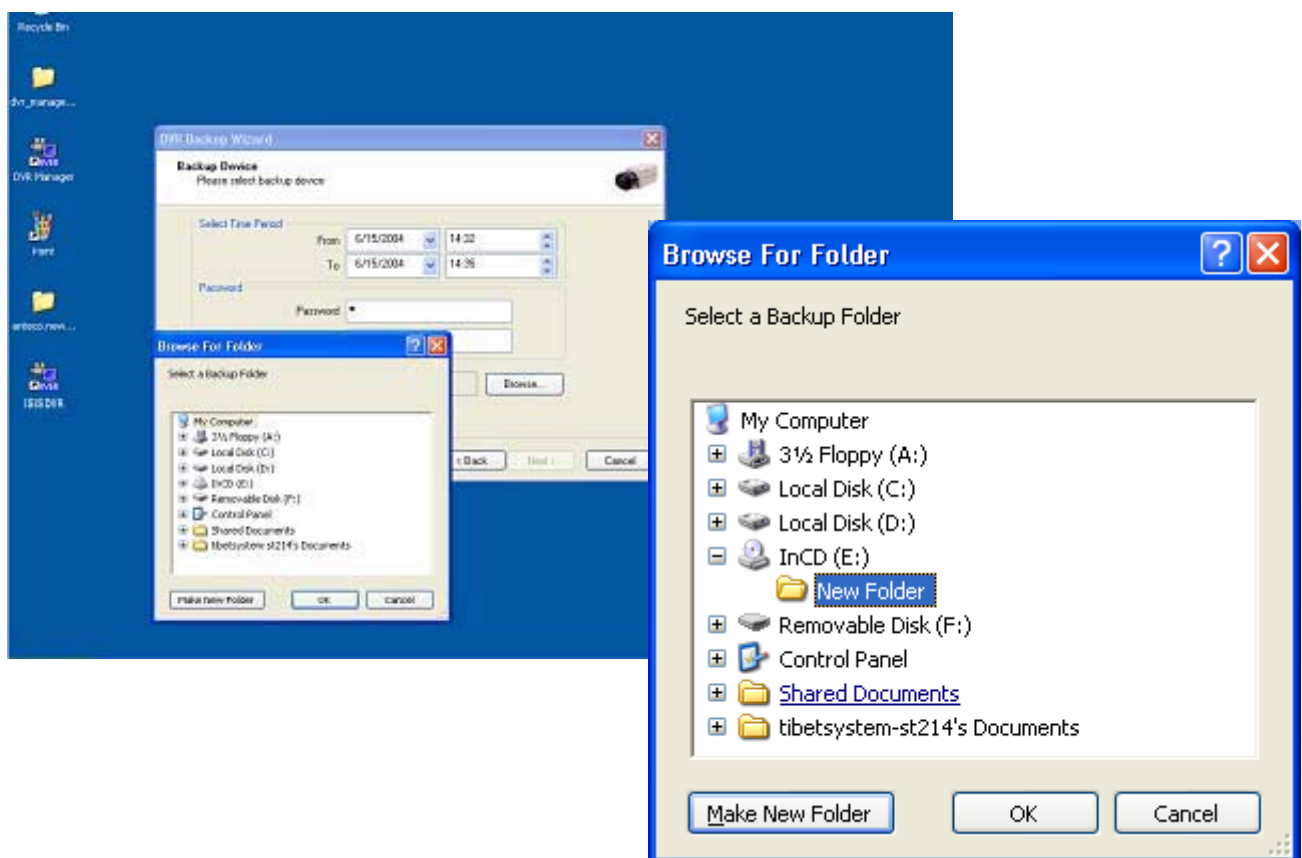 Recycle Bin
dvr_manage...
DVR Manager
Paint
ISIS DVR
DVR Backup Wizard
Backup Device
Please select backup device
Select Time Period
From 6/15/2004 14:32
To 6/15/2004 14:35
Password
Password *
Browse...
< Back Next > Cancel
Browse For Folder
Select a Backup Folder
My Computer
3½ Floppy (A:)
Local Disk (C:)
Local Disk (D:)
InCD (E:)
Removable Disk (F:)
Control Panel
Shared Documents
tibetsystem-st214's Documents
Make New Folder OK Cancel
Browse For Folder
Select a Backup Folder
My Computer
3½ Floppy (A:)
Local Disk (C:)
Local Disk (D:)
InCD (E:)
New Folder
Removable Disk (F:)
Control Panel
Shared Documents
tibetsystem-st214's Documents
Make New Folder OK Cancel